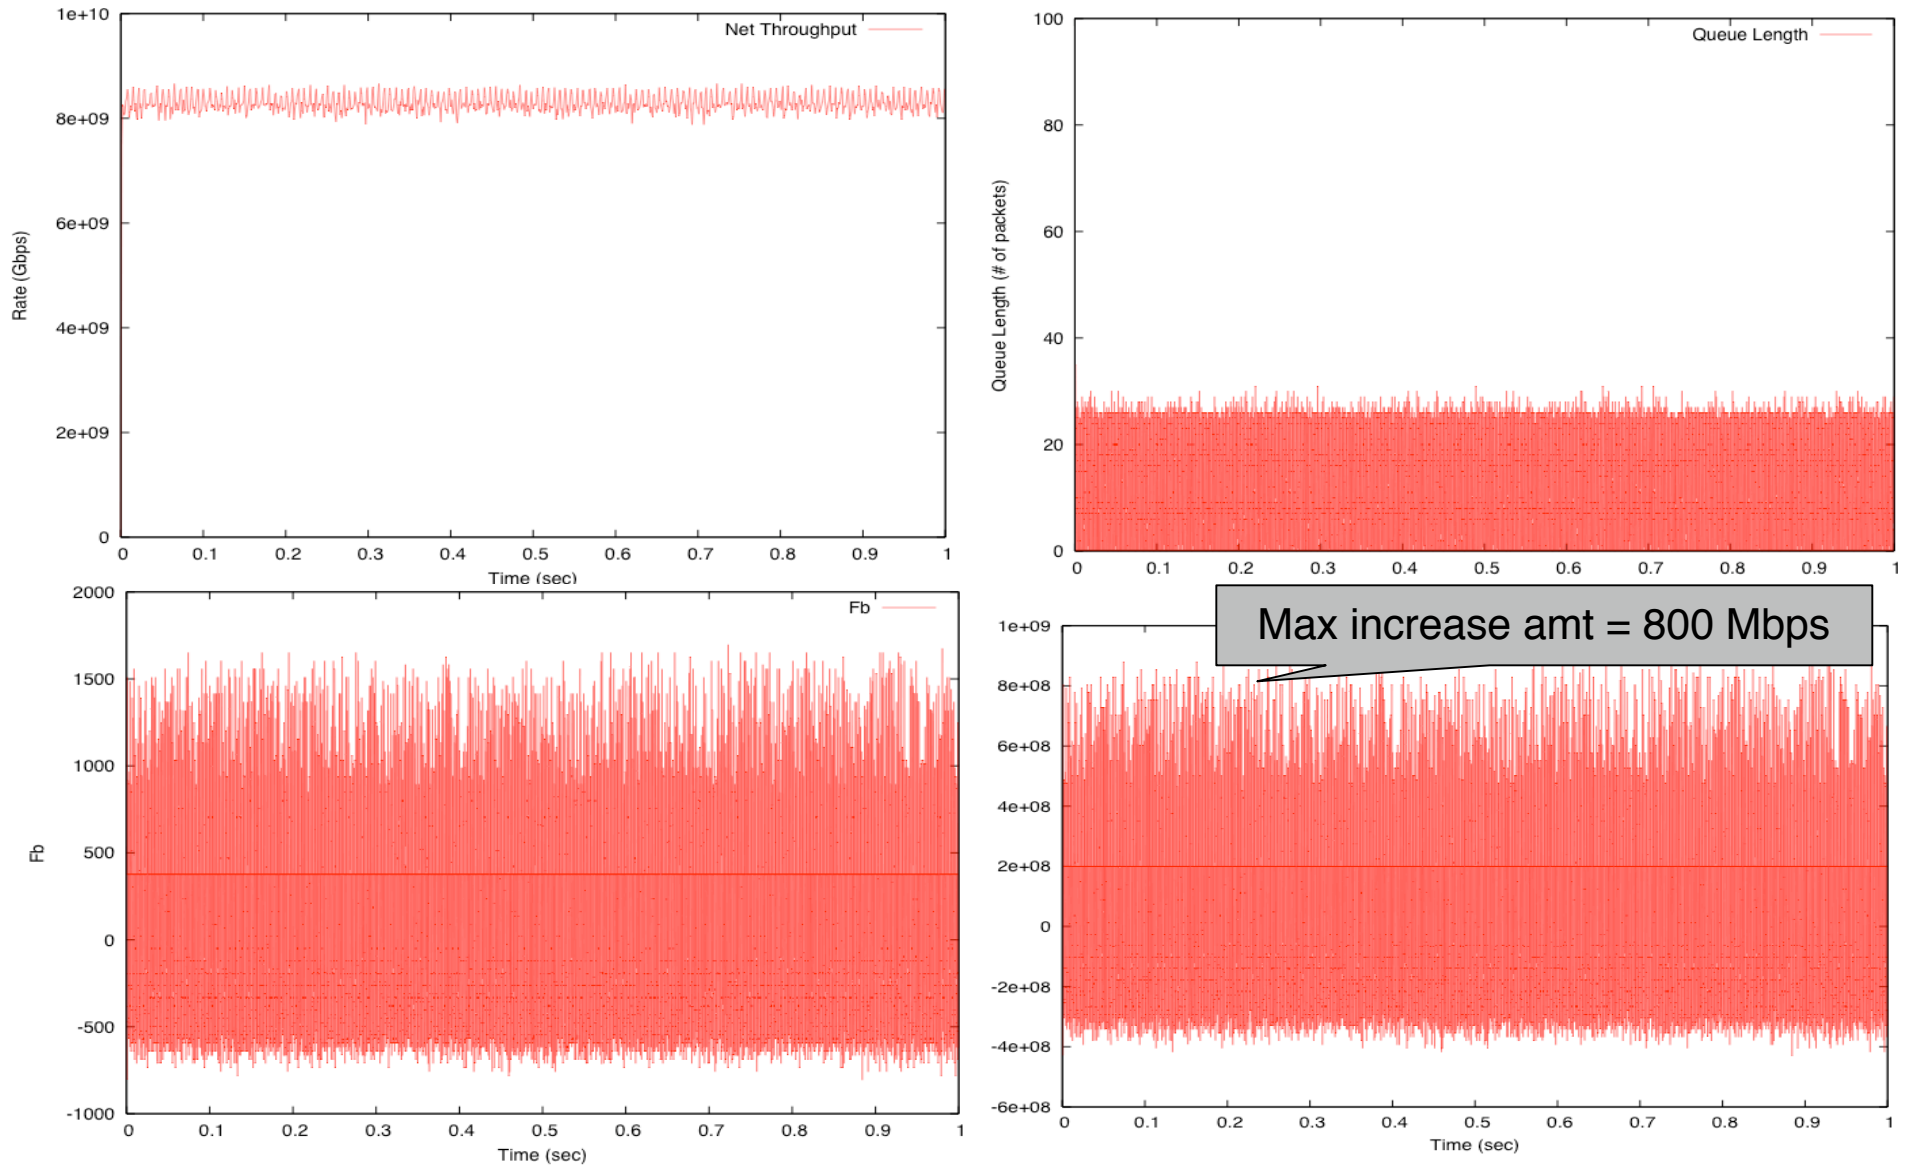 1e+10
8e+09
6e+09
4e+09
2e+09
0
Rate (Gbps)
Net Throughput
0 0.1 0.2 0.3 0.4 0.5 0.6 0.7 0.8 0.9 1
Time (sec)
100
80
60
40
20
0
Queue Length (# of packets)
Queue Length
0 0.1 0.2 0.3 0.4 0.5 0.6 0.7 0.8 0.9 1
2000
1500
1000
500
0
-500
-1000
Fb
Fb
0 0.1 0.2 0.3 0.4 0.5 0.6 0.7 0.8 0.9 1
Time (sec)
Max increase amt = 800 Mbps
1e+09
8e+08
6e+08
4e+08
2e+08
0
-2e+08
-4e+08
-6e+08
0 0.1 0.2 0.3 0.4 0.5 0.6 0.7 0.8 0.9 1
Time (sec)